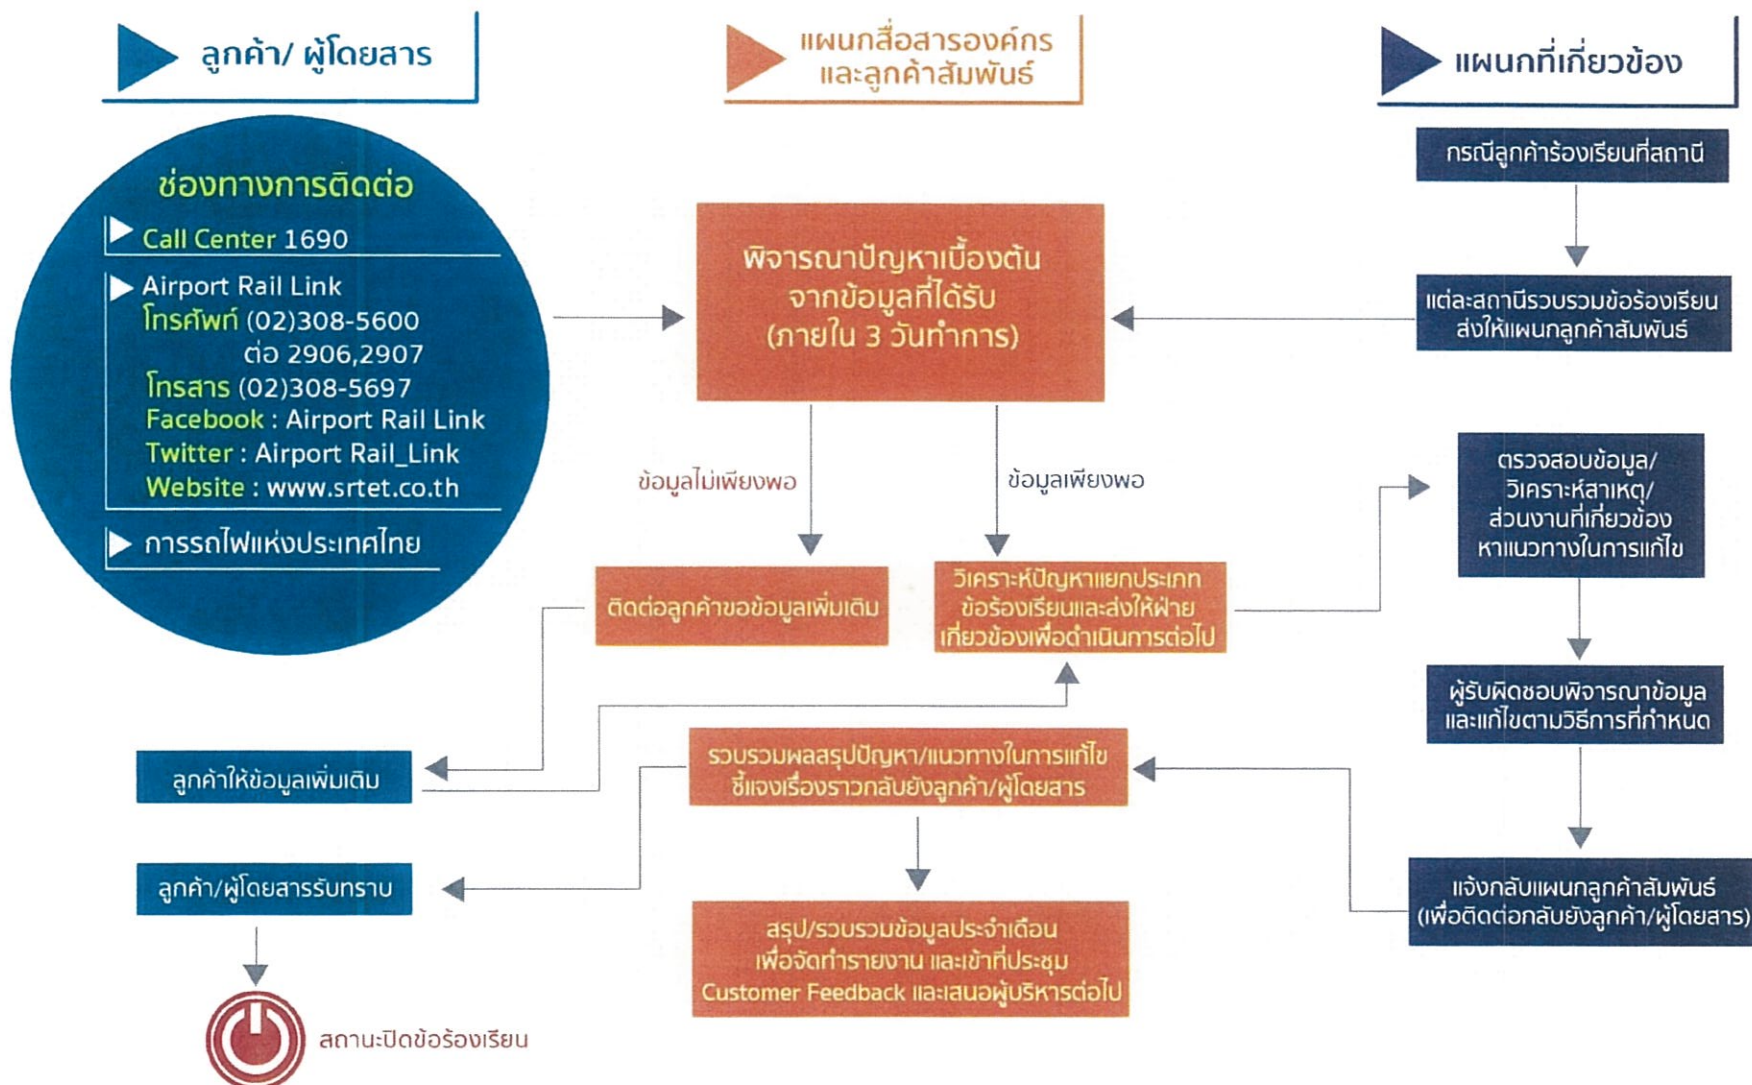 ลูกค้า/ ผู้โดยสาร
แผนกสื่อสารองค์กร
และลูกค้าสัมพันธ์
แผนกที่เกี่ยวข้อง
ช่องทางการติดต่อ
Call Center 1690
Airport Rail Link
โทรศัพท์ (02)308-5600
ต่อ 2906,2907
โทรสาร (02)308-5697
Facebook : Airport Rail Link
Twitter : Airport Rail_Link
Website : www.srtet.co.th
การรถไฟแห่งประเทศไทย
พิจารณาปัญหาเบื้องต้น
จากข้อมูลที่ได้รับ
(ภายใน 3 วันทำการ)
กรณีลูกค้าร้องเรียนที่สถานี
แต่ละสถานีรวบรวมข้อร้องเรียน
ส่งให้แผนกลูกค้าสัมพันธ์
ข้อมูลไม่เพียงพอ
ข้อมูลเพียงพอ
ติดต่อลูกค้าขอข้อมูลเพิ่มเติม
วิเคราะห์ปัญหาแยกประเภท
ข้อร้องเรียนและส่งให้ฝ่าย
เกี่ยวข้องเพื่อดำเนินการต่อไป
ตรวจสอบข้อมูล/
วิเคราะห์สาเหตุ/
ส่วนงานที่เกี่ยวข้อง
หาแนวทางในการแก้ไข
ผู้รับผิดชอบพิจารณาข้อมูล
และแก้ไขตามวิธีการที่กำหนด
ลูกค้าให้ข้อมูลเพิ่มเติม
รวบรวมผลสรุปปัญหา/แนวทางในการแก้ไข
ชี้แจงเรื่องราวกลับยังลูกค้า/ผู้โดยสาร
ลูกค้า/ผู้โดยสารรับทราบ
แจ้งกลับแผนกลูกค้าสัมพันธ์
(เพื่อติดต่อกลับยังลูกค้า/ผู้โดยสาร)
สรุป/รวบรวมข้อมูลประจำเดือน
เพื่อจัดทำรายงาน และเข้าที่ประชุม
Customer Feedback และเสนอผู้บริหารต่อไป
สถานะปิดข้อร้องเรียน